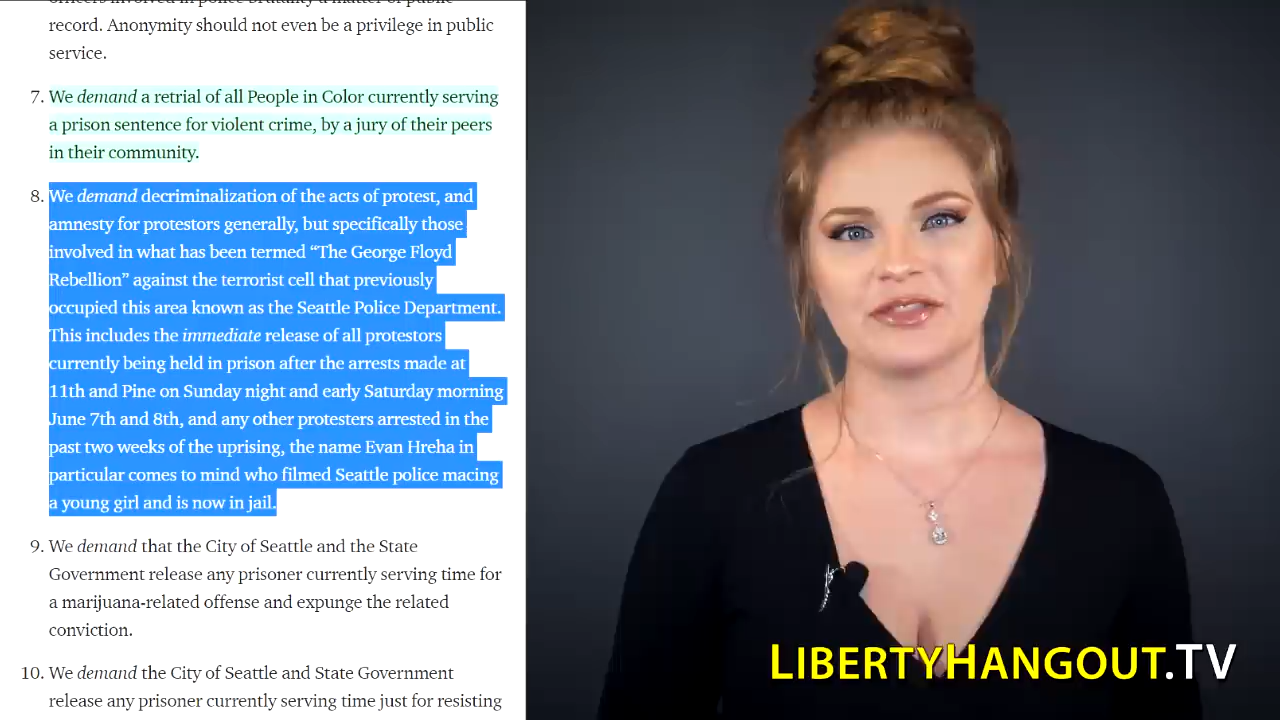 record. Anonymity should not even be a privilege in public
service.
7. We demand a retrial of all People in Color currently serving
a prison sentence for violent crime, by a jury of their peers
in their community.
8. We demand decriminalization of the acts of protest, and
amnesty for protestors generally, but specifically those
involved in what has been termed “The George Floyd
Rebellion” against the terrorist cell that previously
occupied this area known as the Seattle Police Department.
This includes the immediate release of all protestors
currently being held in prison after the arrests made at
11th and Pine on Sunday night and early Saturday morning
June 7th and 8th, and any other protesters arrested in the
past two weeks of the uprising, the name Evan Hreha in
particular comes to mind who filmed Seattle police macing
a young girl and is now in jail.
9. We demand that the City of Seattle and the State
Government release any prisoner currently serving time for
a marijuana-related offense and expunge the related
conviction.
10. We demand the City of Seattle and State Government
release any prisoner currently serving time just for resisting
LIBERTYHANGOUT.TV